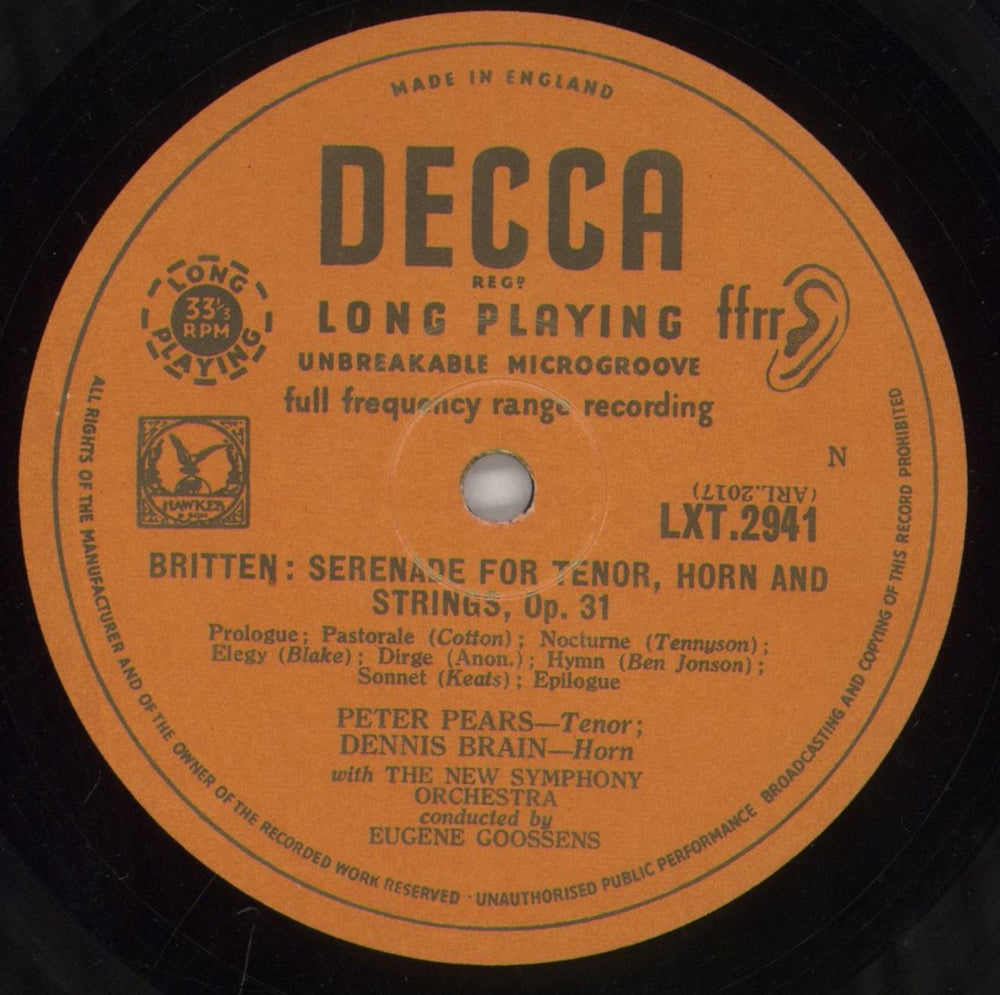 MADE IN ENGLAND
DECCA
REGD
LONG PLAYING
33⅓
RPM
LONG PLAYING
ffrr
UNBREAKABLE MICROGROOVE
full frequency range recording
HAWKES
& SON
N
(ARL.2017)
LXT.2941
BRITTEN: SERENADE FOR TENOR, HORN AND
STRINGS, Op. 31
Prologue; Pastorale (Cotton); Nocturne (Tennyson);
Elegy (Blake); Dirge (Anon.); Hymn (Ben Jonson);
Sonnet (Keats); Epilogue
PETER PEARS—Tenor;
DENNIS BRAIN—Horn
with THE NEW SYMPHONY
ORCHESTRA
conducted by
EUGENE GOOSSENS
ALL RIGHTS OF THE MANUFACTURER AND OF THE OWNER OF THE RECORDED WORK RESERVED · UNAUTHORISED PUBLIC PERFORMANCE BROADCASTING AND COPYING OF THIS RECORD PROHIBITED